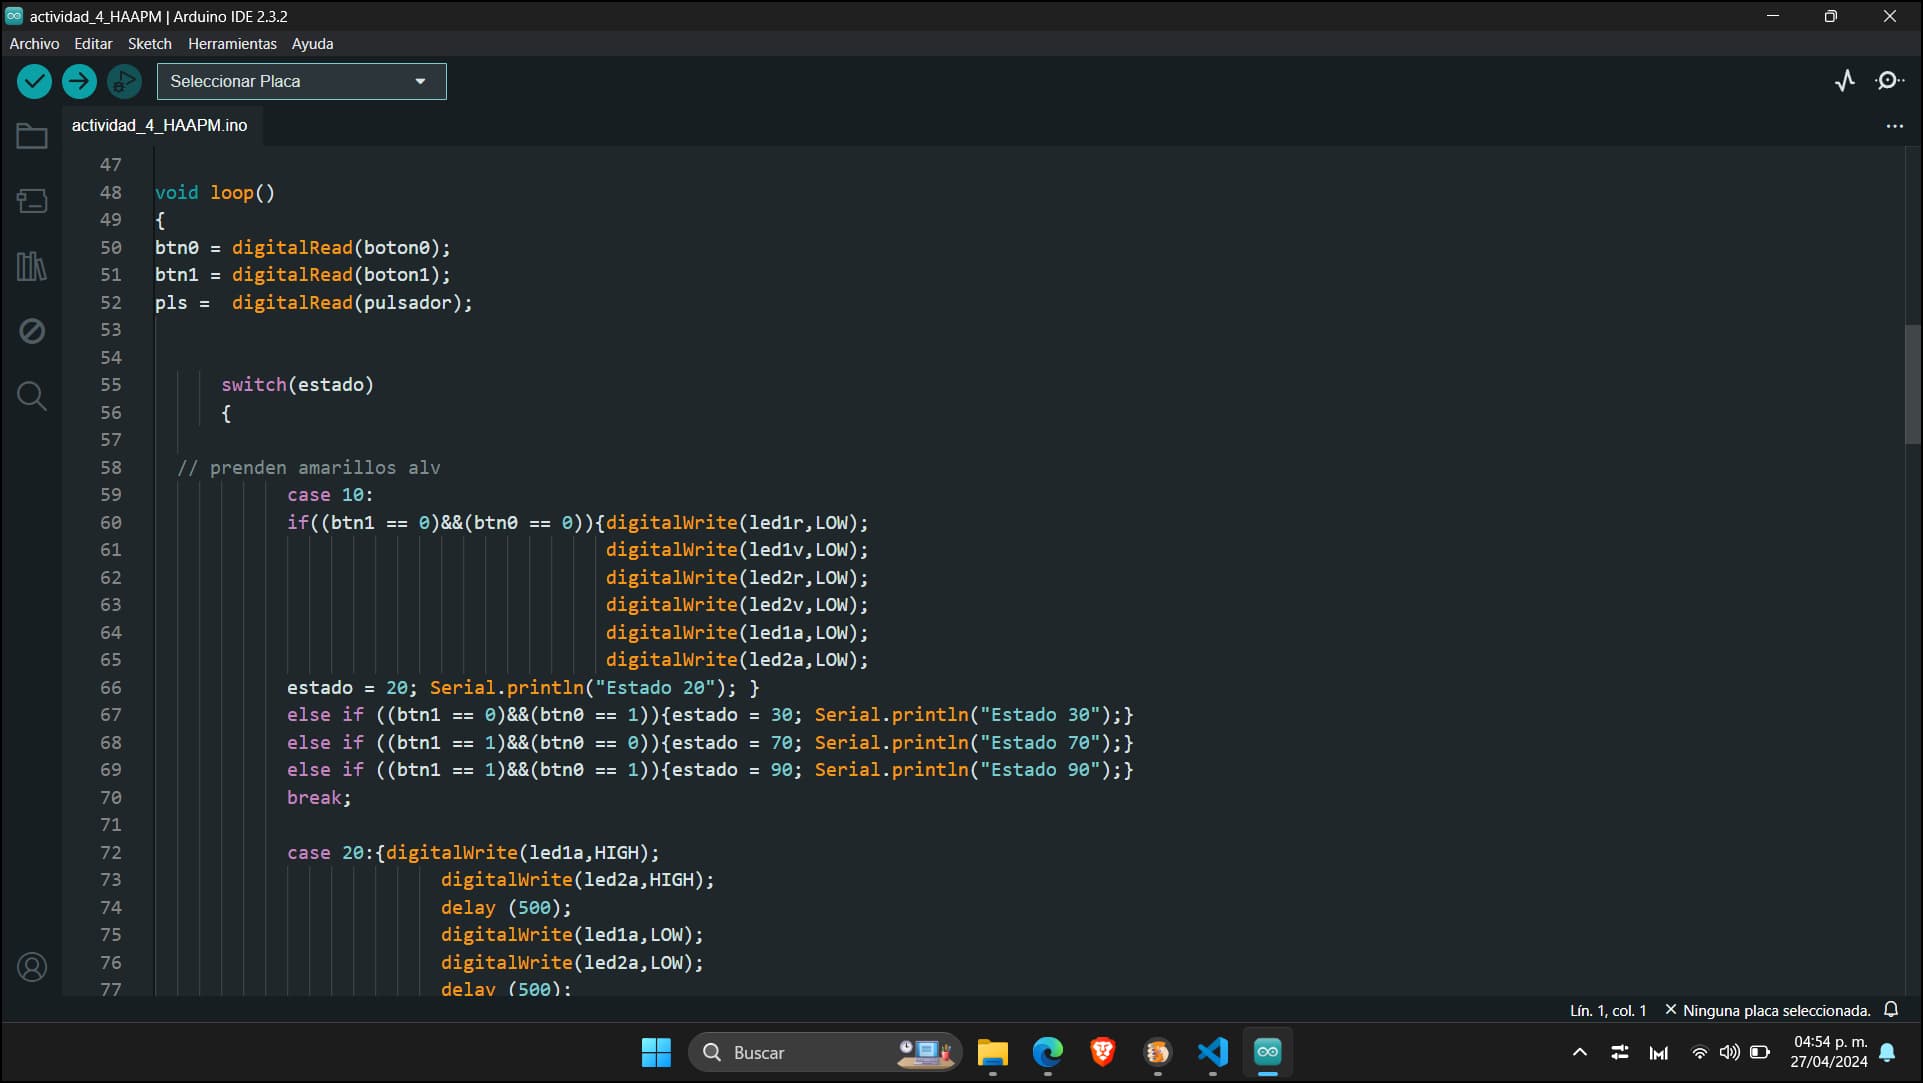 actividad_4_HAAPM | Arduino IDE 2.3.2
Archivo Editar Sketch Herramientas Ayuda
Seleccionar Placa
actividad_4_HAAPM.ino
47
48 void loop()
49 {
50 btn0 = digitalRead(boton0);
51 btn1 = digitalRead(boton1);
52 pls =  digitalRead(pulsador);
53
54
55 switch(estado)
56 {
57
58 // prenden amarillos alv
59 case 10:
60 if((btn1 == 0)&&(btn0 == 0)){digitalWrite(led1r,LOW);
61 digitalWrite(led1v,LOW);
62 digitalWrite(led2r,LOW);
63 digitalWrite(led2v,LOW);
64 digitalWrite(led1a,LOW);
65 digitalWrite(led2a,LOW);
66 estado = 20; Serial.println("Estado 20"); }
67 else if ((btn1 == 0)&&(btn0 == 1)){estado = 30; Serial.println("Estado 30");}
68 else if ((btn1 == 1)&&(btn0 == 0)){estado = 70; Serial.println("Estado 70");}
69 else if ((btn1 == 1)&&(btn0 == 1)){estado = 90; Serial.println("Estado 90");}
70 break;
71
72 case 20:{digitalWrite(led1a,HIGH);
73 digitalWrite(led2a,HIGH);
74 delay (500);
75 digitalWrite(led1a,LOW);
76 digitalWrite(led2a,LOW);
77 delay (500);
Lín. 1, col. 1 Ninguna placa seleccionada.
Buscar
04:54 p. m.
27/04/2024